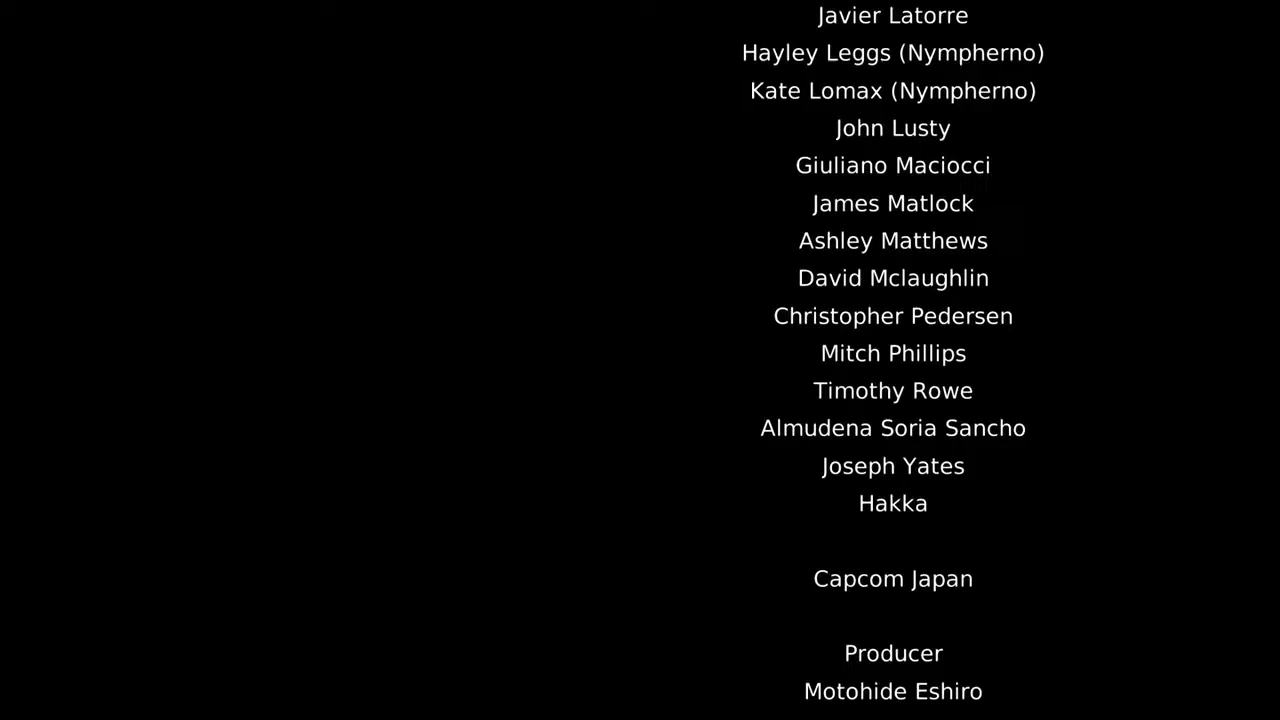 Javier Latorre
Hayley Leggs (Nympherno)
Kate Lomax (Nympherno)
John Lusty
Giuliano Maciocci
James Matlock
Ashley Matthews
David Mclaughlin
Christopher Pedersen
Mitch Phillips
Timothy Rowe
Almudena Soria Sancho
Joseph Yates
Hakka
Capcom Japan
Producer
Motohide Eshiro